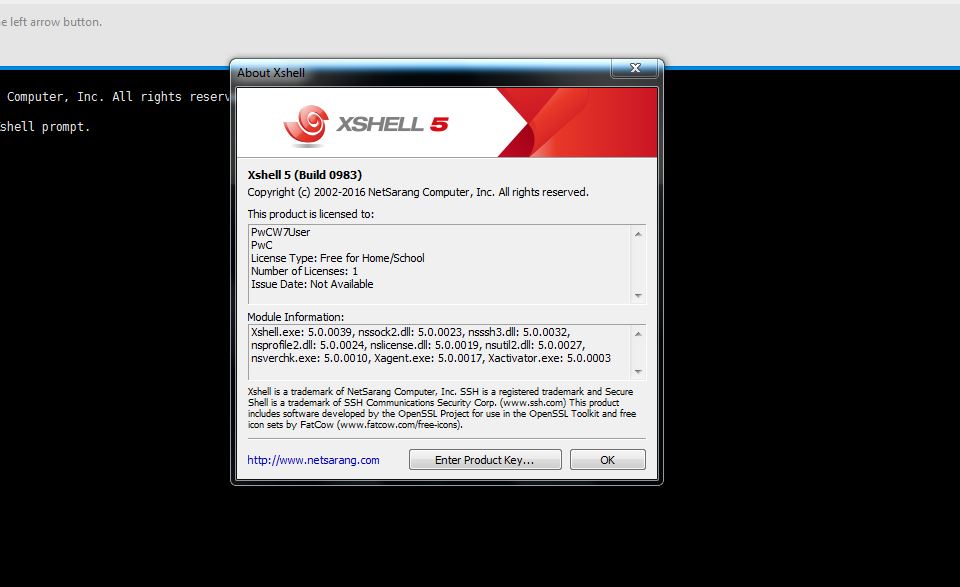 e left arrow button.
About Xshell
Computer, Inc. All rights reserv
shell prompt.
XSHELL 5
Xshell 5 (Build 0983)
Copyright (c) 2002-2016 NetSarang Computer, Inc. All rights reserved.
This product is licensed to:
PwCW7User
PwC
License Type: Free for Home/School
Number of Licenses: 1
Issue Date: Not Available
Module Information:
Xshell.exe: 5.0.0039, nssock2.dll: 5.0.0023, nsssh3.dll: 5.0.0032,
nsprofile2.dll: 5.0.0024, nslicense.dll: 5.0.0019, nsutil2.dll: 5.0.0027,
nsverchk.exe: 5.0.0010, Xagent.exe: 5.0.0017, Xactivator.exe: 5.0.0003
Xshell is a trademark of NetSarang Computer, Inc. SSH is a registered trademark and Secure
Shell is a trademark of SSH Communications Security Corp. (www.ssh.com) This product
includes software developed by the OpenSSL Project for use in the OpenSSL Toolkit and free
icon sets by FatCow (www.fatcow.com/free-icons).
http://www.netsarang.com
Enter Product Key...
OK